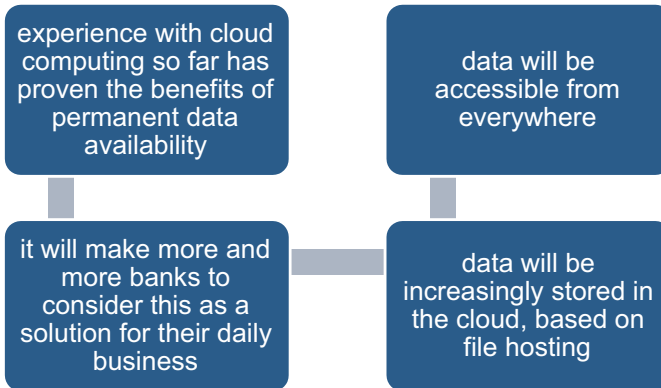 experience with cloud
computing so far has
proven the benefits of
permanent data
availability
it will make more and
more banks to
consider this as a
solution for their daily
business
data will be
increasingly stored in
the cloud, based on
file hosting
data will be
accessible from
everywhere